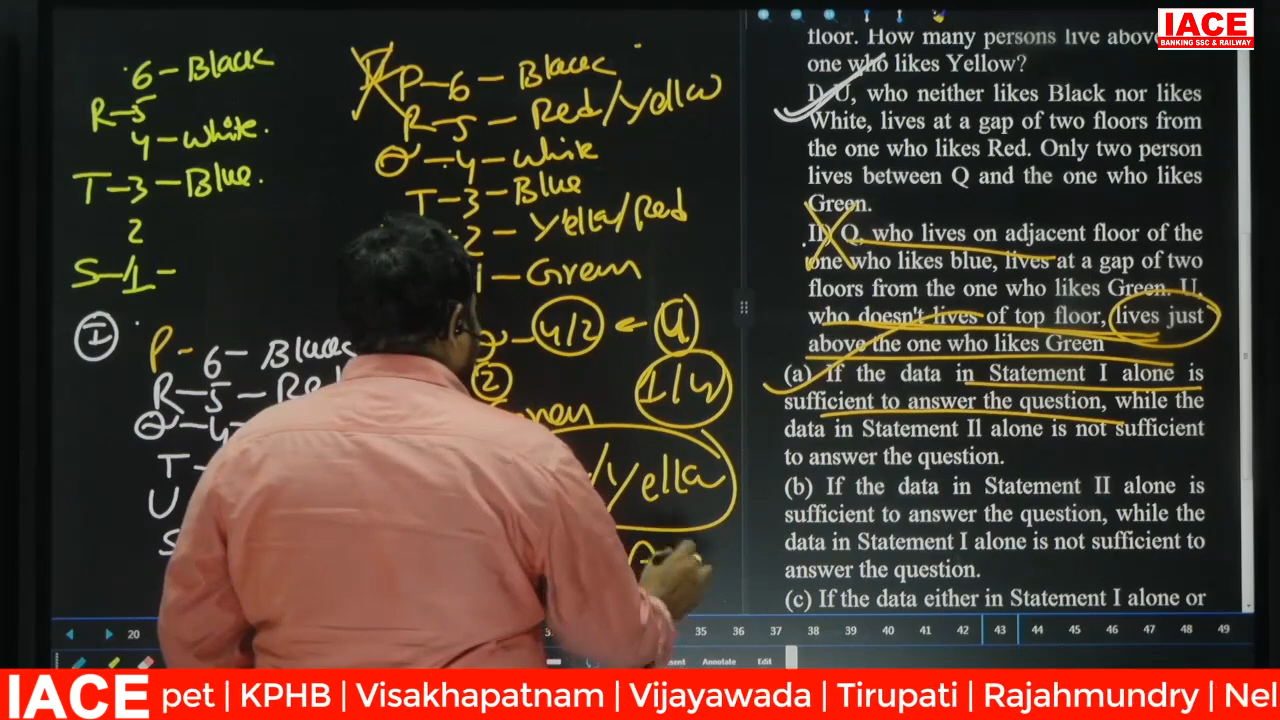 6 - Black
R - 5
4 - White.
T - 3 - Blue.
2
S - 1 -
I
P - 6 - Black
R - 5 - Red
Q - 4 -
T -
U
S
P - 6 - Black
R - 5 - Red/Yellow
Q - 4 - White
T - 3 - Blue
2 - Yella/Red
1 - Green
4/2 ← U
2
1/4
/Yella
floor. How many persons live above
one who likes Yellow?
I) U, who neither likes Black nor likes
White, lives at a gap of two floors from
the one who likes Red. Only two person
lives between Q and the one who likes
Green.
II) Q, who lives on adjacent floor of the
one who likes blue, lives at a gap of two
floors from the one who likes Green. U,
who doesn't lives of top floor, lives just
above the one who likes Green
(a) If the data in Statement I alone is
sufficient to answer the question, while the
data in Statement Il alone is not sufficient
to answer the question.
(b) If the data in Statement II alone is
sufficient to answer the question, while the
data in Statement I alone is not sufficient to
answer the question.
(c) If the data either in Statement I alone or
20
35 36 37 38 39 40 41 42 43 44 45 46 47 48 49
Annotate Edit
IACE
BANKING SSC & RAILWAY
IACE pet | KPHB | Visakhapatnam | Vijayawada | Tirupati | Rajahmundry | Nel